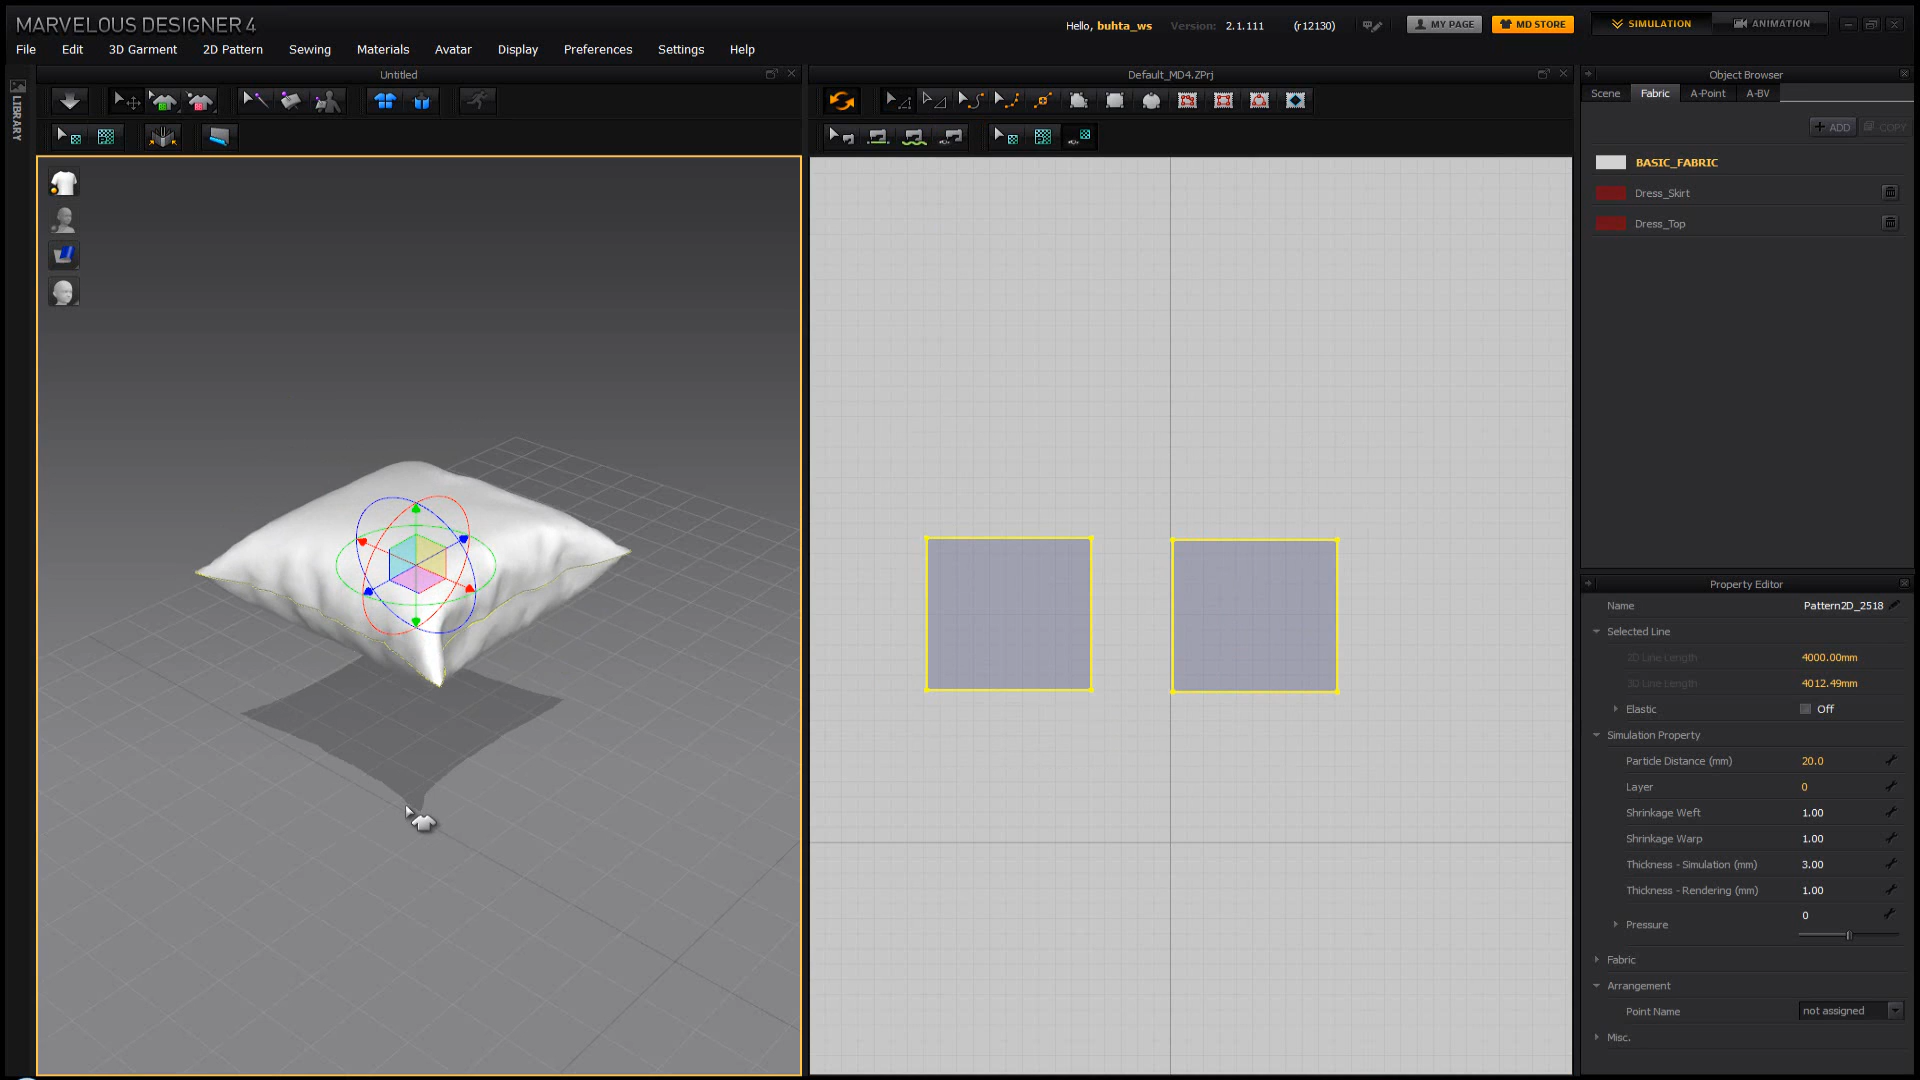 MARVELOUS DESIGNER 4
Hello, buhta_ws Version: 2.1.111 (r12130) MY PAGE MD STORE SIMULATION ANIMATION
File Edit 3D Garment 2D Pattern Sewing Materials Avatar Display Preferences Settings Help
Untitled Default_MD4.ZPrj Object Browser
LIBRARY
Scene Fabric A-Point A-BV
+ ADD COPY
BASIC_FABRIC
Dress_Skirt
Dress_Top
Property Editor
Name Pattern2D_2518
Selected Line
2D Line Length 4000.00mm
3D Line Length 4012.49mm
Elastic Off
Simulation Property
Particle Distance (mm) 20.0
Layer 0
Shrinkage Weft 1.00
Shrinkage Warp 1.00
Thickness - Simulation (mm) 3.00
Thickness - Rendering (mm) 1.00
Pressure 0
Fabric
Arrangement
Point Name not assigned
Misc.